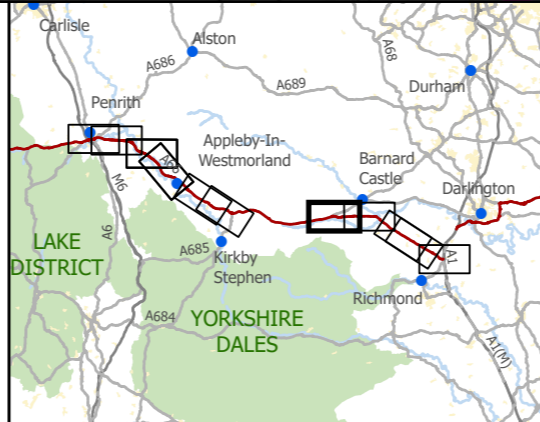 Carlisle
Alston
A686
A68
A689
Durham
Penrith
Appleby-In-
Westmorland
A66
Barnard
Castle
Darlington
M6
A6
LAKE
DISTRICT
A685
Kirkby
Stephen
A1
Richmond
A684
YORKSHIRE
DALES
A1(M)